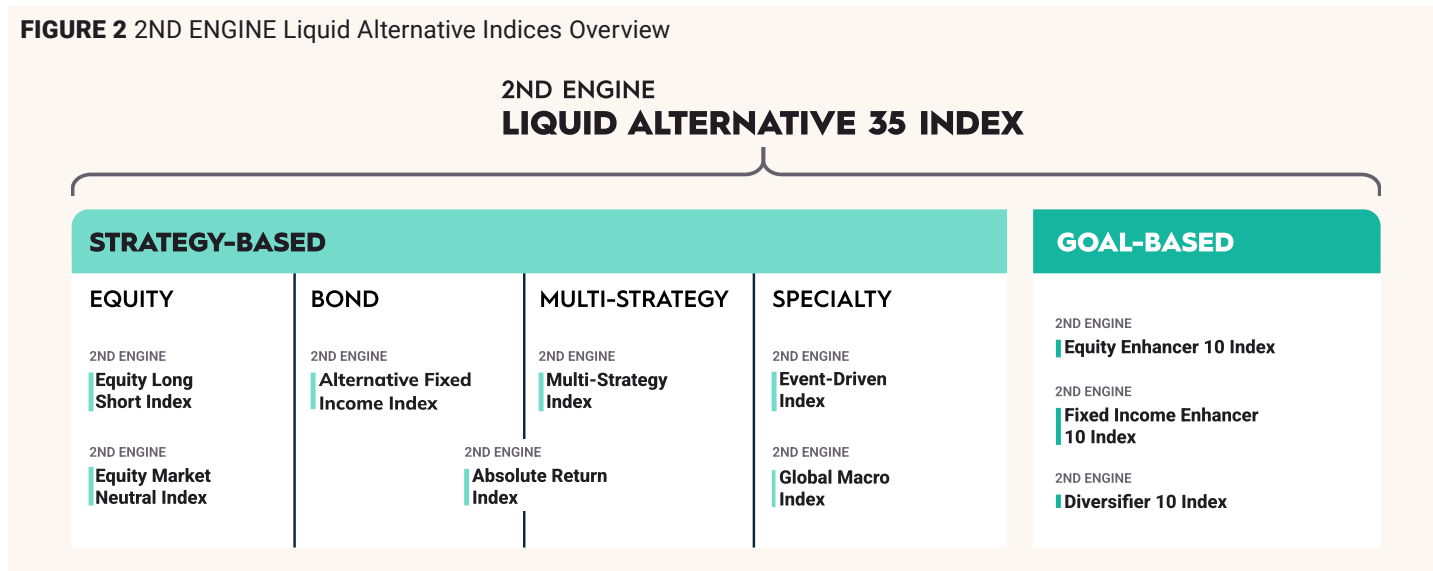 FIGURE 2 2ND ENGINE Liquid Alternative Indices Overview
2ND ENGINE
LIQUID ALTERNATIVE 35 INDEX
STRATEGY-BASED
EQUITY
2ND ENGINE
Equity Long
Short Index
2ND ENGINE
Equity Market
Neutral Index
BOND
2ND ENGINE
Alternative Fixed
Income Index
2ND ENGINE
Absolute Return
Index
MULTI-STRATEGY
2ND ENGINE
Multi-Strategy
Index
SPECIALTY
2ND ENGINE
Event-Driven
Index
2ND ENGINE
Global Macro
Index
GOAL-BASED
2ND ENGINE
Equity Enhancer 10 Index
2ND ENGINE
Fixed Income Enhancer
10 Index
2ND ENGINE
Diversifier 10 Index